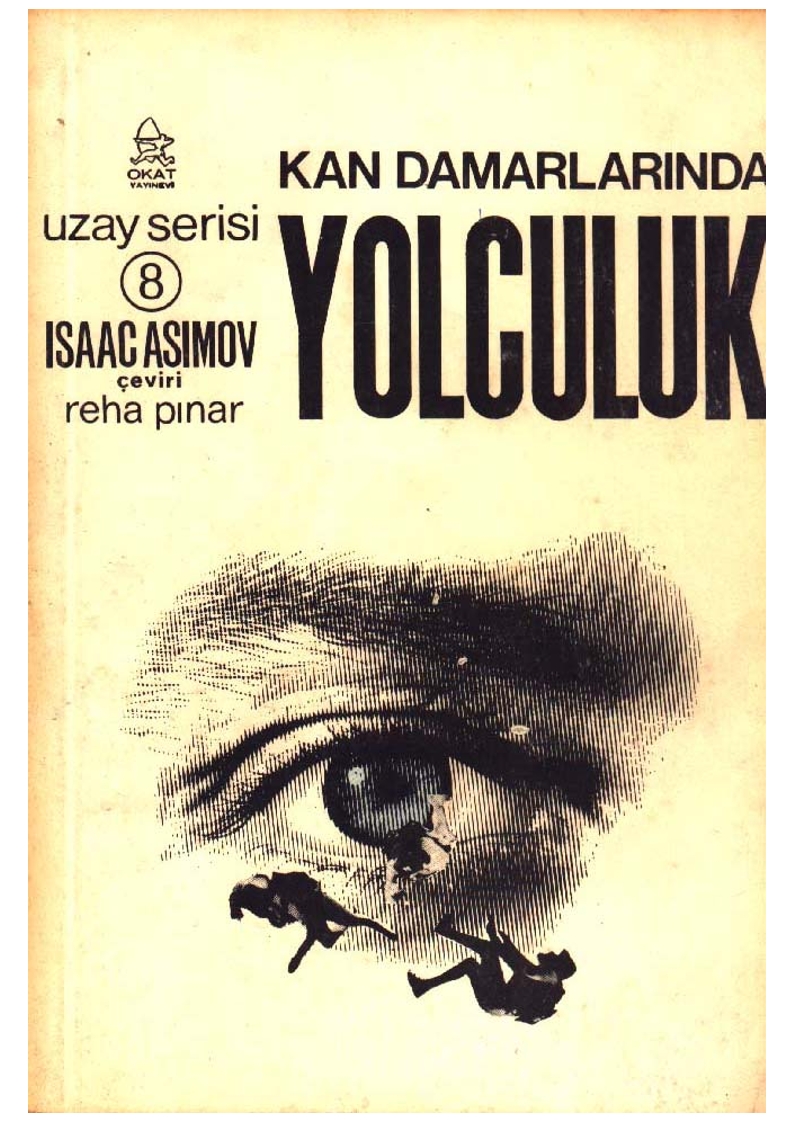 OKAT
YAYINEVİ
uzay serisi
8
ISAAC ASIMOV
çeviri
reha pınar
KAN DAMARLARINDA
YOLCULUK